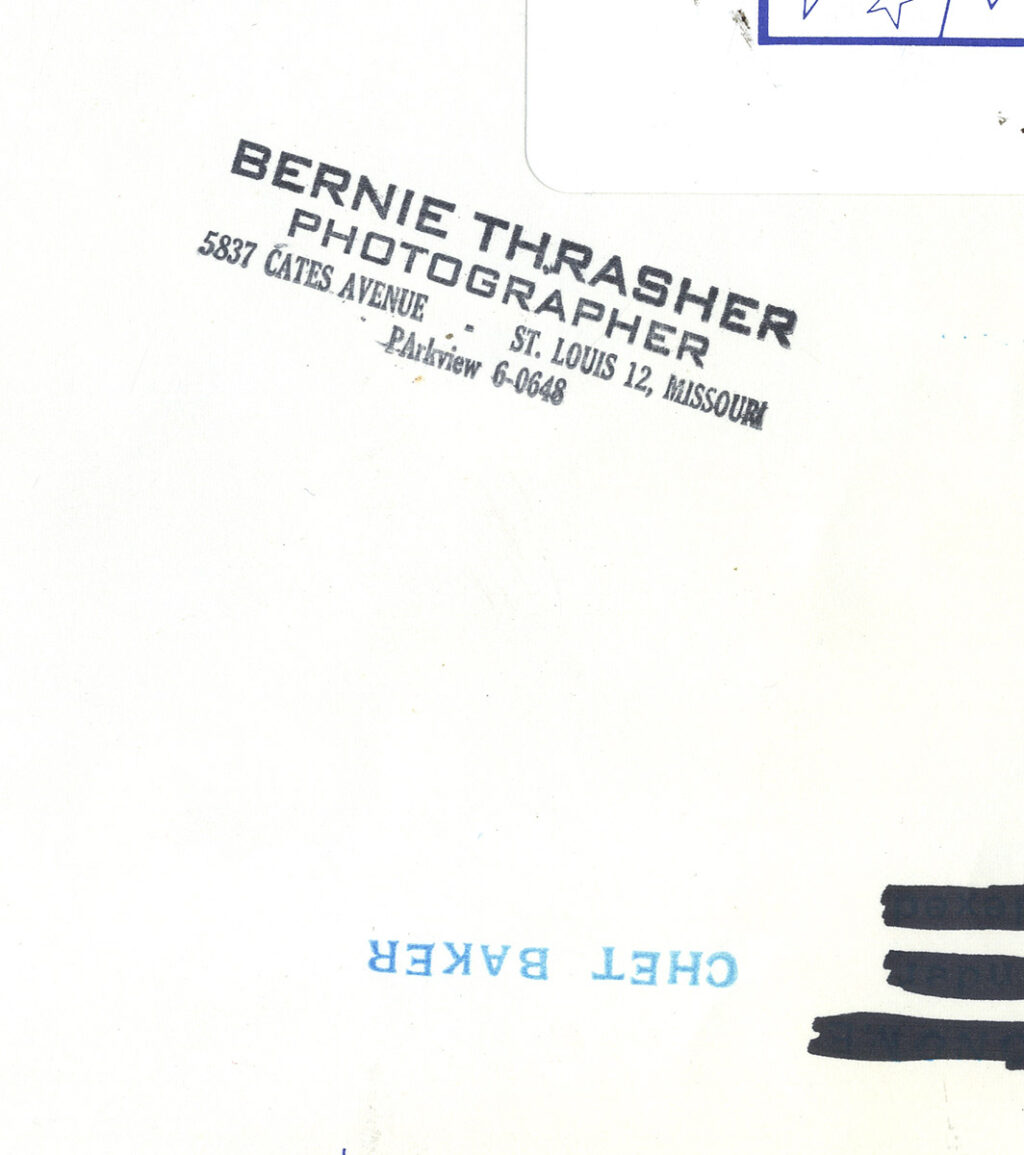 BERNIE THRASHER
PHOTOGRAPHER
5837 CATES AVENUE - ST. LOUIS 12, MISSOURI
PArkview 6-0648
CHET BAKER